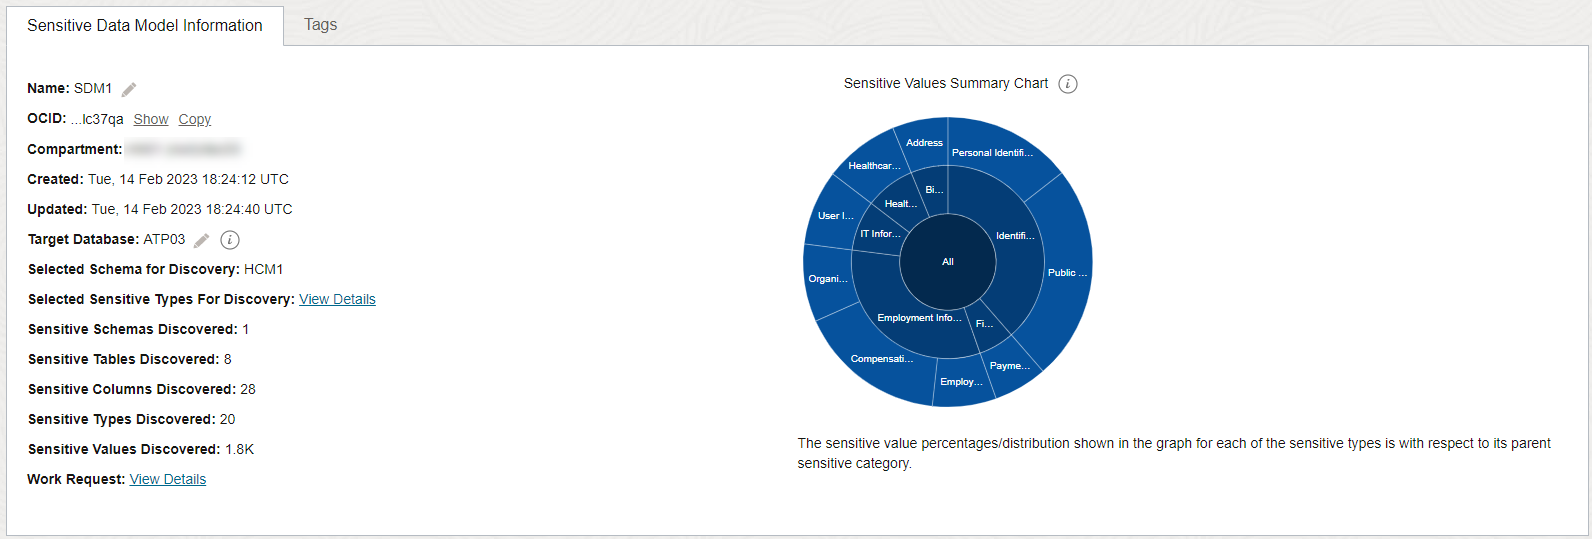 Sensitive Data Model Information
Tags
Name: SDM1
OCID: ...lc37qa Show Copy
Compartment:
Created: Tue, 14 Feb 2023 18:24:12 UTC
Updated: Tue, 14 Feb 2023 18:24:40 UTC
Target Database: ATP03
Selected Schema for Discovery: HCM1
Selected Sensitive Types For Discovery: View Details
Sensitive Schemas Discovered: 1
Sensitive Tables Discovered: 8
Sensitive Columns Discovered: 28
Sensitive Types Discovered: 20
Sensitive Values Discovered: 1.8K
Work Request: View Details
Sensitive Values Summary Chart i
Address
Personal Identifi...
Healthcar...
Bi...
Healt...
User I...
IT Infor...
Identifi...
All
Public ...
Organi...
Employment Info...
Fi...
Compensati...
Payme...
Employ...
The sensitive value percentages/distribution shown in the graph for each of the sensitive types is with respect to its parent
sensitive category.